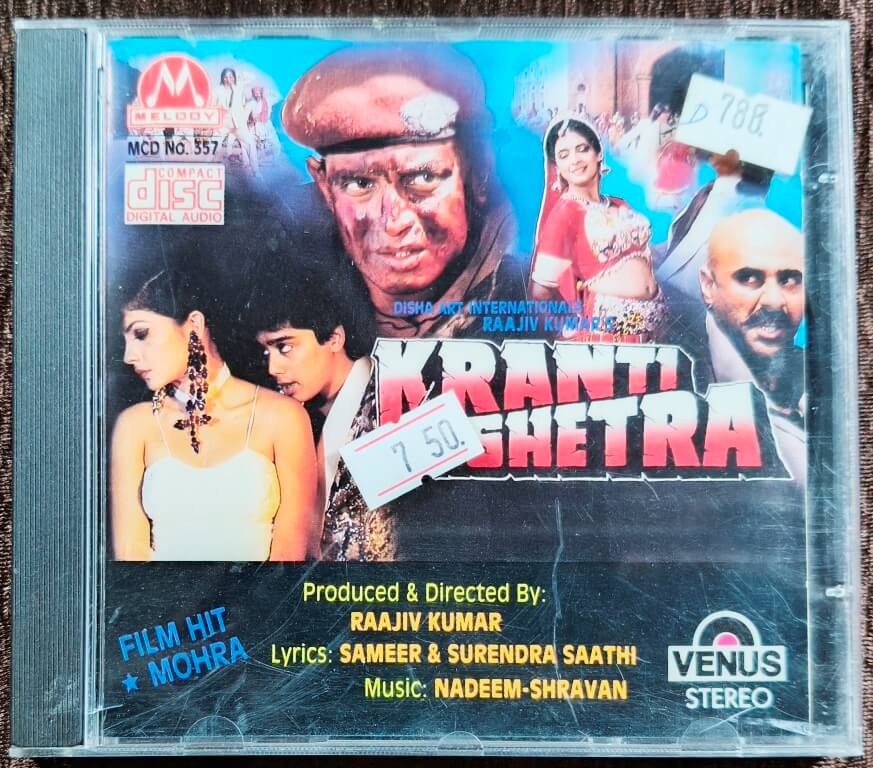 MELODY
MCD No. 357
COMPACT
disc
DIGITAL AUDIO
D 788.
DISHA ART INTERNATIONALS
RAAJIV KUMAR'S
KRANTI
SHETRA
7 50.
Produced & Directed By:
RAAJIV KUMAR
Lyrics: SAMEER & SURENDRA SAATHI
Music: NADEEM-SHRAVAN
FILM HIT
★ MOHRA
VENUS
STEREO